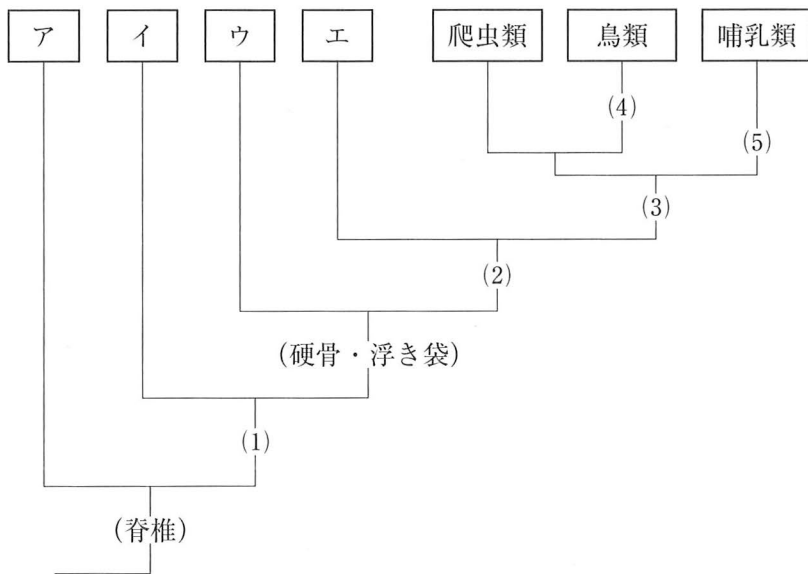 ア イ ウ エ 爬虫類 鳥類 哺乳類
(4)
(5)
(3)
(2)
(硬骨・浮き袋)
(1)
(脊椎)